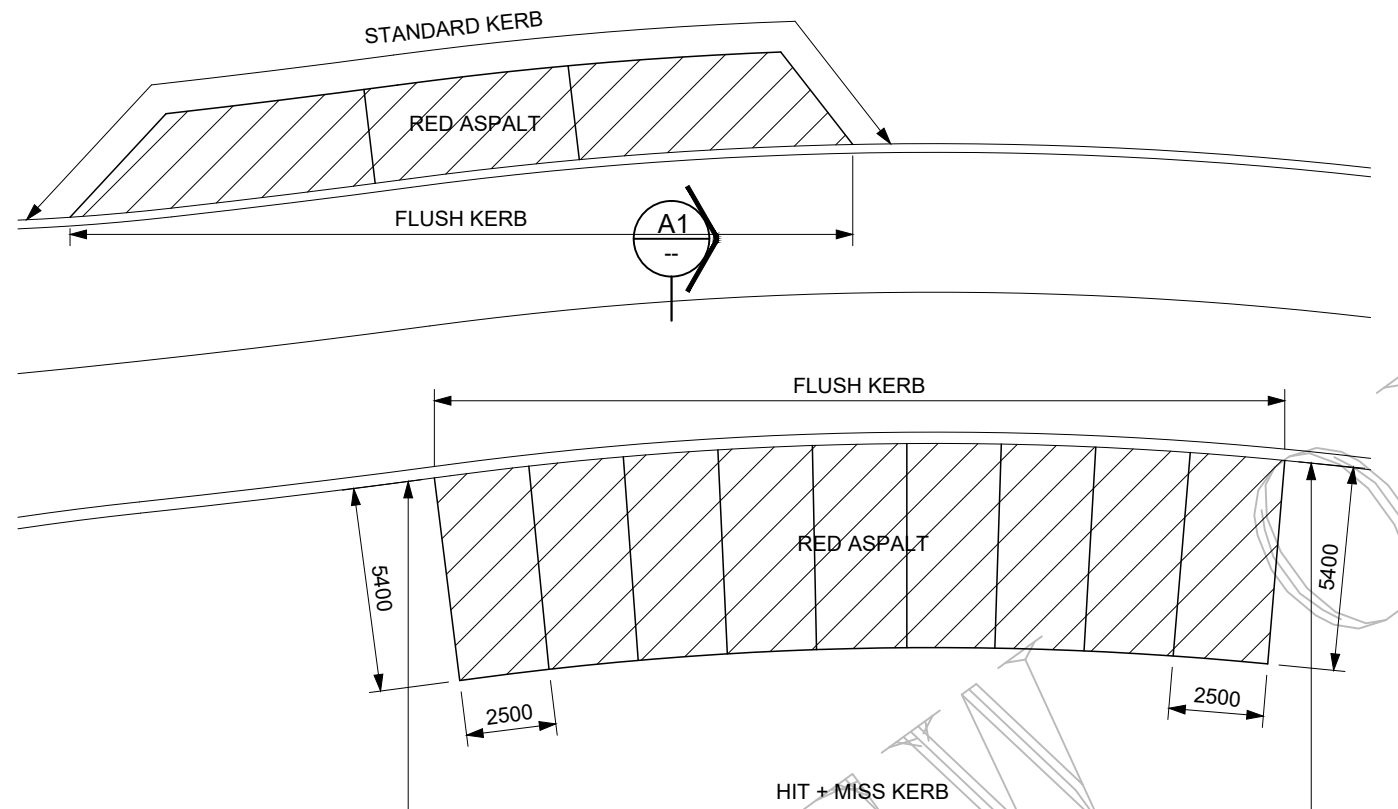 STANDARD KERB
RED ASPALT
FLUSH KERB
A1
--
FLUSH KERB
RED ASPALT
5400
5400
2500
2500
HIT + MISS KERB